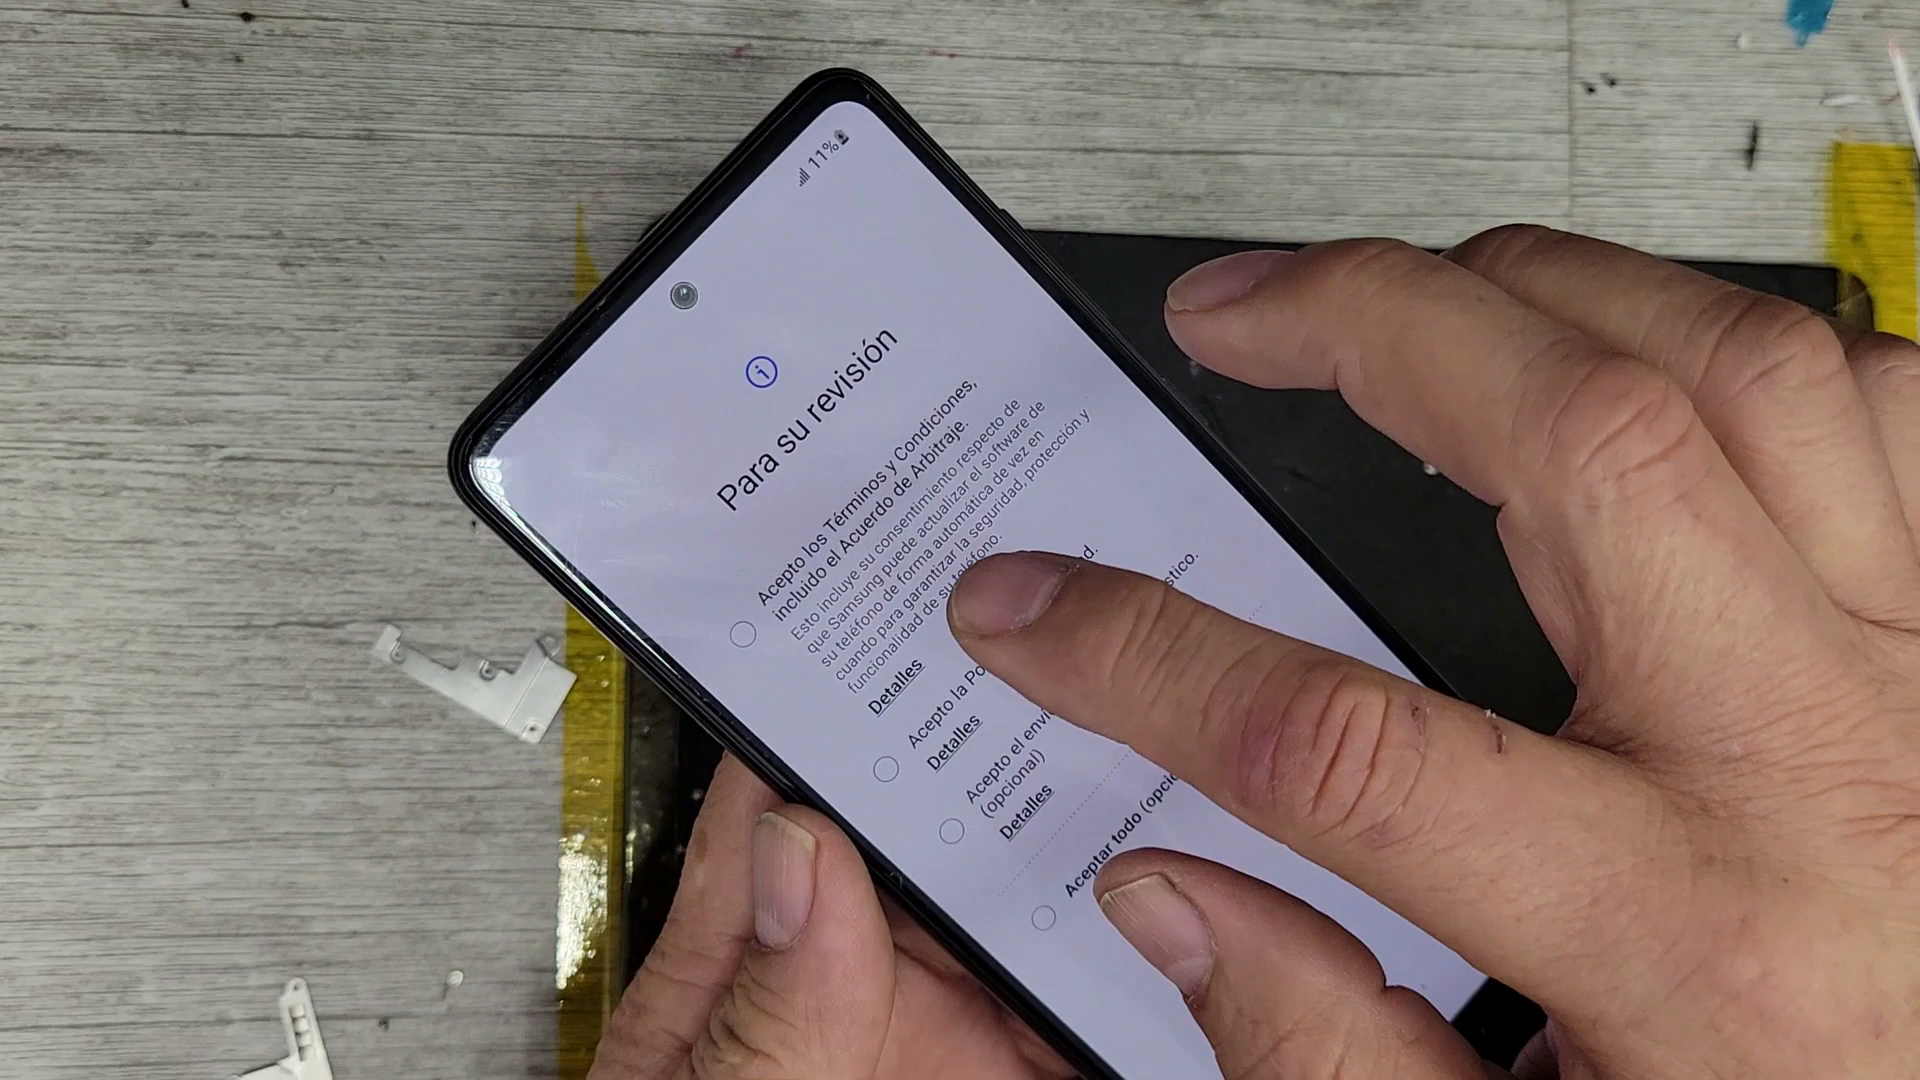 11%
Para su revisión
Acepto los Términos y Condiciones,
incluido el Acuerdo de Arbitraje.
Esto incluye su consentimiento respecto de
que Samsung puede actualizar el software de
su teléfono de forma automática de vez en
cuando para garantizar la seguridad, protección y
funcionalidad de su teléfono.
Detalles
Acepto la
Detalles
Acepto el
(opcional)
Detalles
Aceptar todo